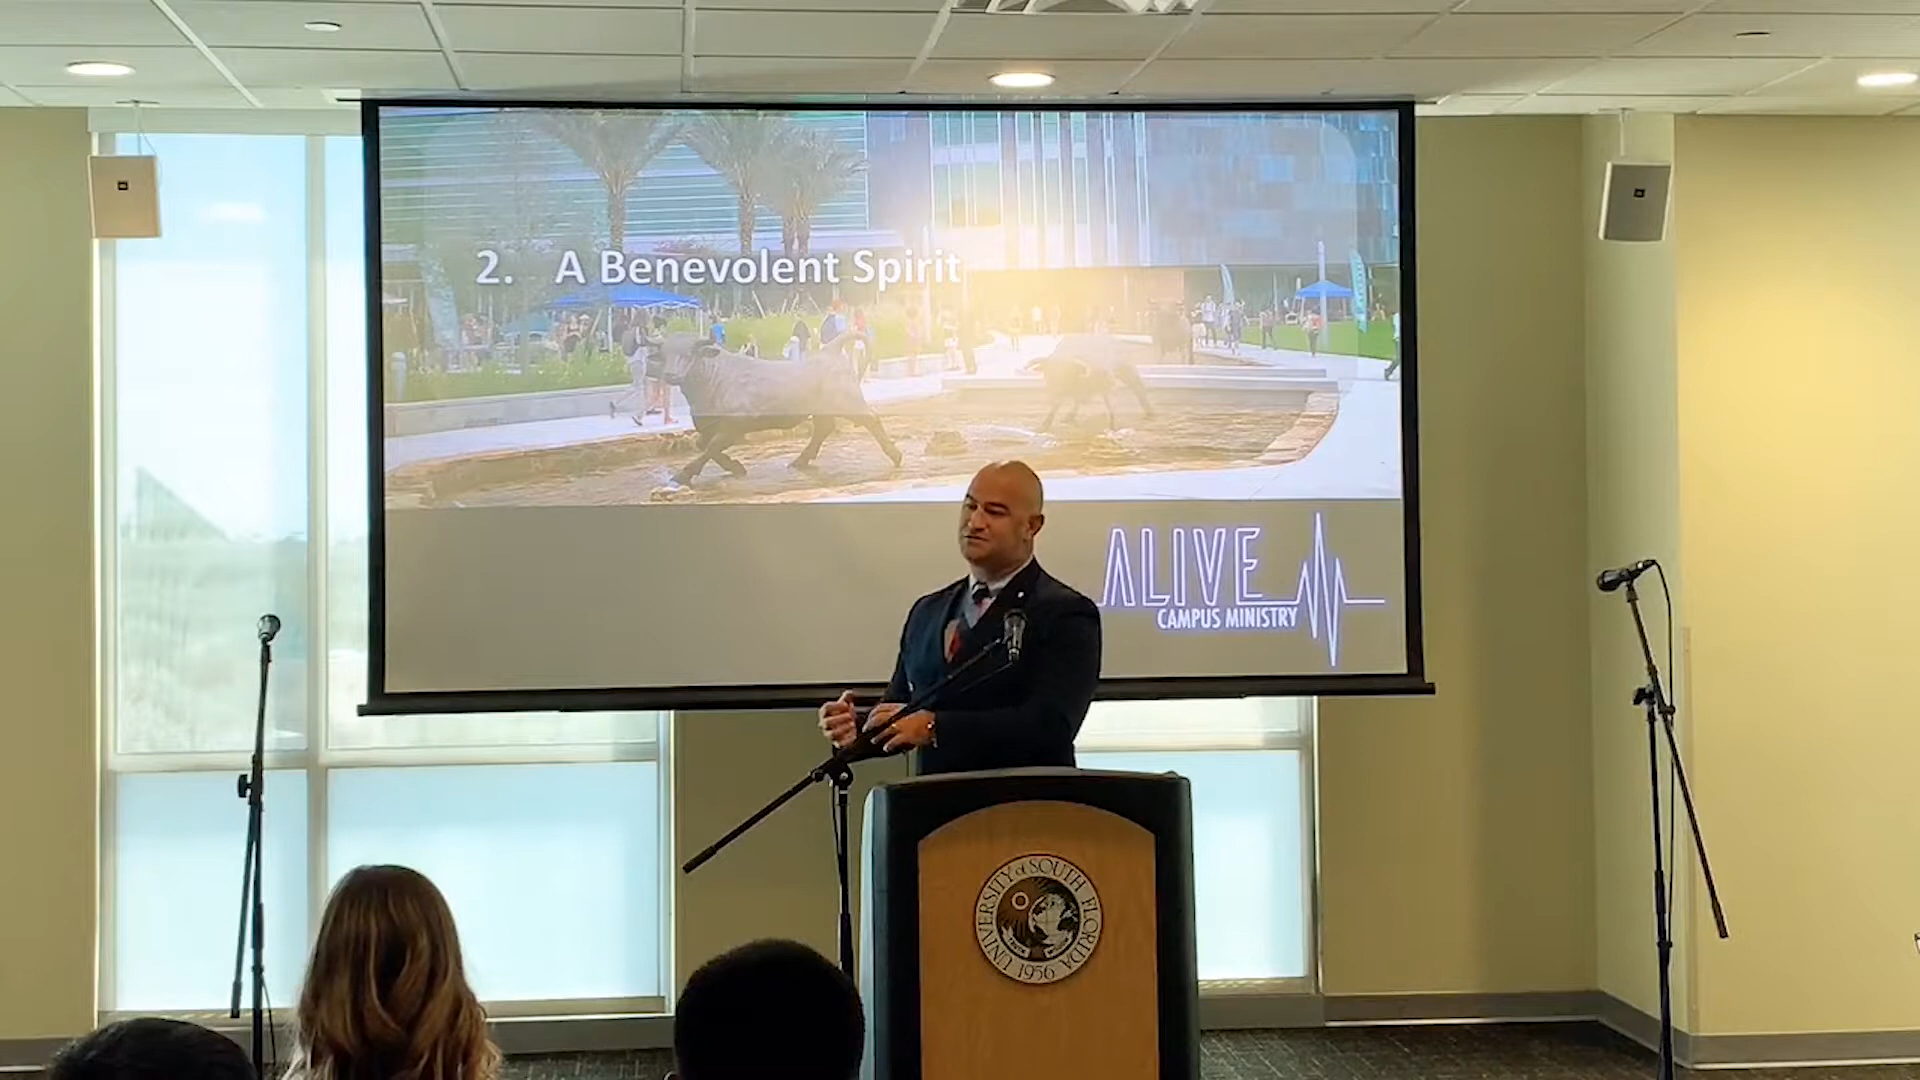 2. A Benevolent Spirit
ALIVE
CAMPUS MINISTRY
UNIVERSITY of SOUTH FLORIDA
1956